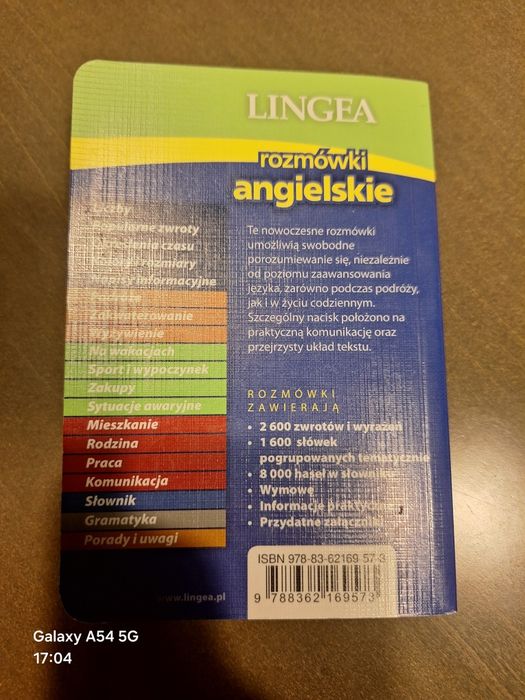 LINGEA
rozmówki
angielskie
Liczby
zwroty
czasu
rozmiary
Napisy informacyjne
Zakwaterowanie
Wyżywienie
Na wakacjach
Sport i wypoczynek
Zakupy
Sytuacje awaryjne
Mieszkanie
Rodzina
Praca
Komunikacja
Słownik
Gramatyka
Porady i uwagi
Te nowoczesne rozmówki
umożliwią swobodne
porozumiewanie się, niezależnie
od poziomu zaawansowania
języka, zarówno podczas podróży,
jak i w życiu codziennym.
Szczególny nacisk położono na
praktyczną komunikację oraz
przejrzysty układ tekstu.
ROZMÓWKI
ZAWIERAJĄ
• 2 600 zwrotów i wyrażeń
• 1 600 słówek
pogrupowanych tematycznie
• 8 000 haseł w słowniku
• Wymowę
• Informacje praktyczne
• Przydatne załączniki
ISBN 978-83-62169-57-3
9 788362 169573
www.lingea.pl
Galaxy A54 5G
17:04